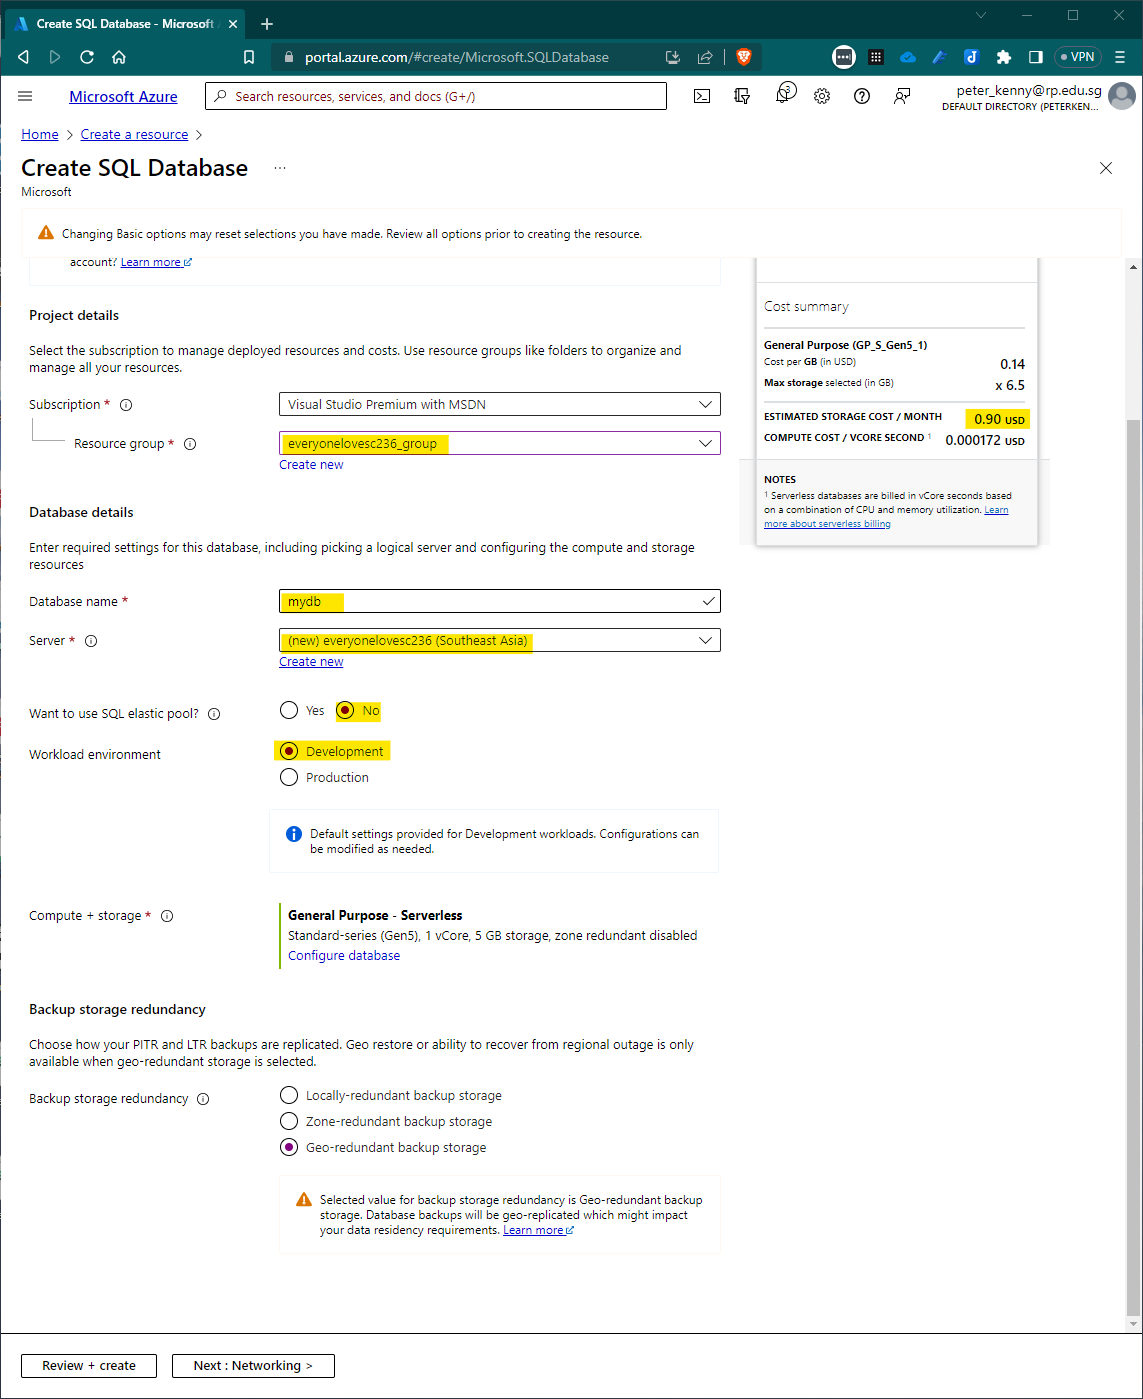 Create SQL Database - Microsoft
portal.azure.com/#create/Microsoft.SQLDatabase
VPN
Microsoft Azure
Search resources, services, and docs (G+/)
3
peter_kenny@rp.edu.sg
DEFAULT DIRECTORY (PETERKEN...
Home > Create a resource >
Create SQL Database ...
Microsoft
Changing Basic options may reset selections you have made. Review all options prior to creating the resource.
account? Learn more
Project details
Select the subscription to manage deployed resources and costs. Use resource groups like folders to organize and
manage all your resources.
Subscription *
Visual Studio Premium with MSDN
Resource group *
everyonelovesc236_group
Create new
Database details
Enter required settings for this database, including picking a logical server and configuring the compute and storage
resources
Database name *
mydb
Server *
(new) everyonelovesc236 (Southeast Asia)
Create new
Want to use SQL elastic pool?
Yes
No
Workload environment
Development
Production
Default settings provided for Development workloads. Configurations can
be modified as needed.
Compute + storage *
General Purpose - Serverless
Standard-series (Gen5), 1 vCore, 5 GB storage, zone redundant disabled
Configure database
Backup storage redundancy
Choose how your PITR and LTR backups are replicated. Geo restore or ability to recover from regional outage is only
available when geo-redundant storage is selected.
Backup storage redundancy
Locally-redundant backup storage
Zone-redundant backup storage
Geo-redundant backup storage
Selected value for backup storage redundancy is Geo-redundant backup
storage. Database backups will be geo-replicated which might impact
your data residency requirements. Learn more
Cost summary
General Purpose (GP_S_Gen5_1)
Cost per GB (in USD)
0.14
Max storage selected (in GB)
x 6.5
ESTIMATED STORAGE COST / MONTH
0.90 USD
COMPUTE COST / VCORE SECOND 1
0.000172 USD
NOTES
1 Serverless databases are billed in vCore seconds based
on a combination of CPU and memory utilization. Learn
more about serverless billing
Review + create
Next : Networking >